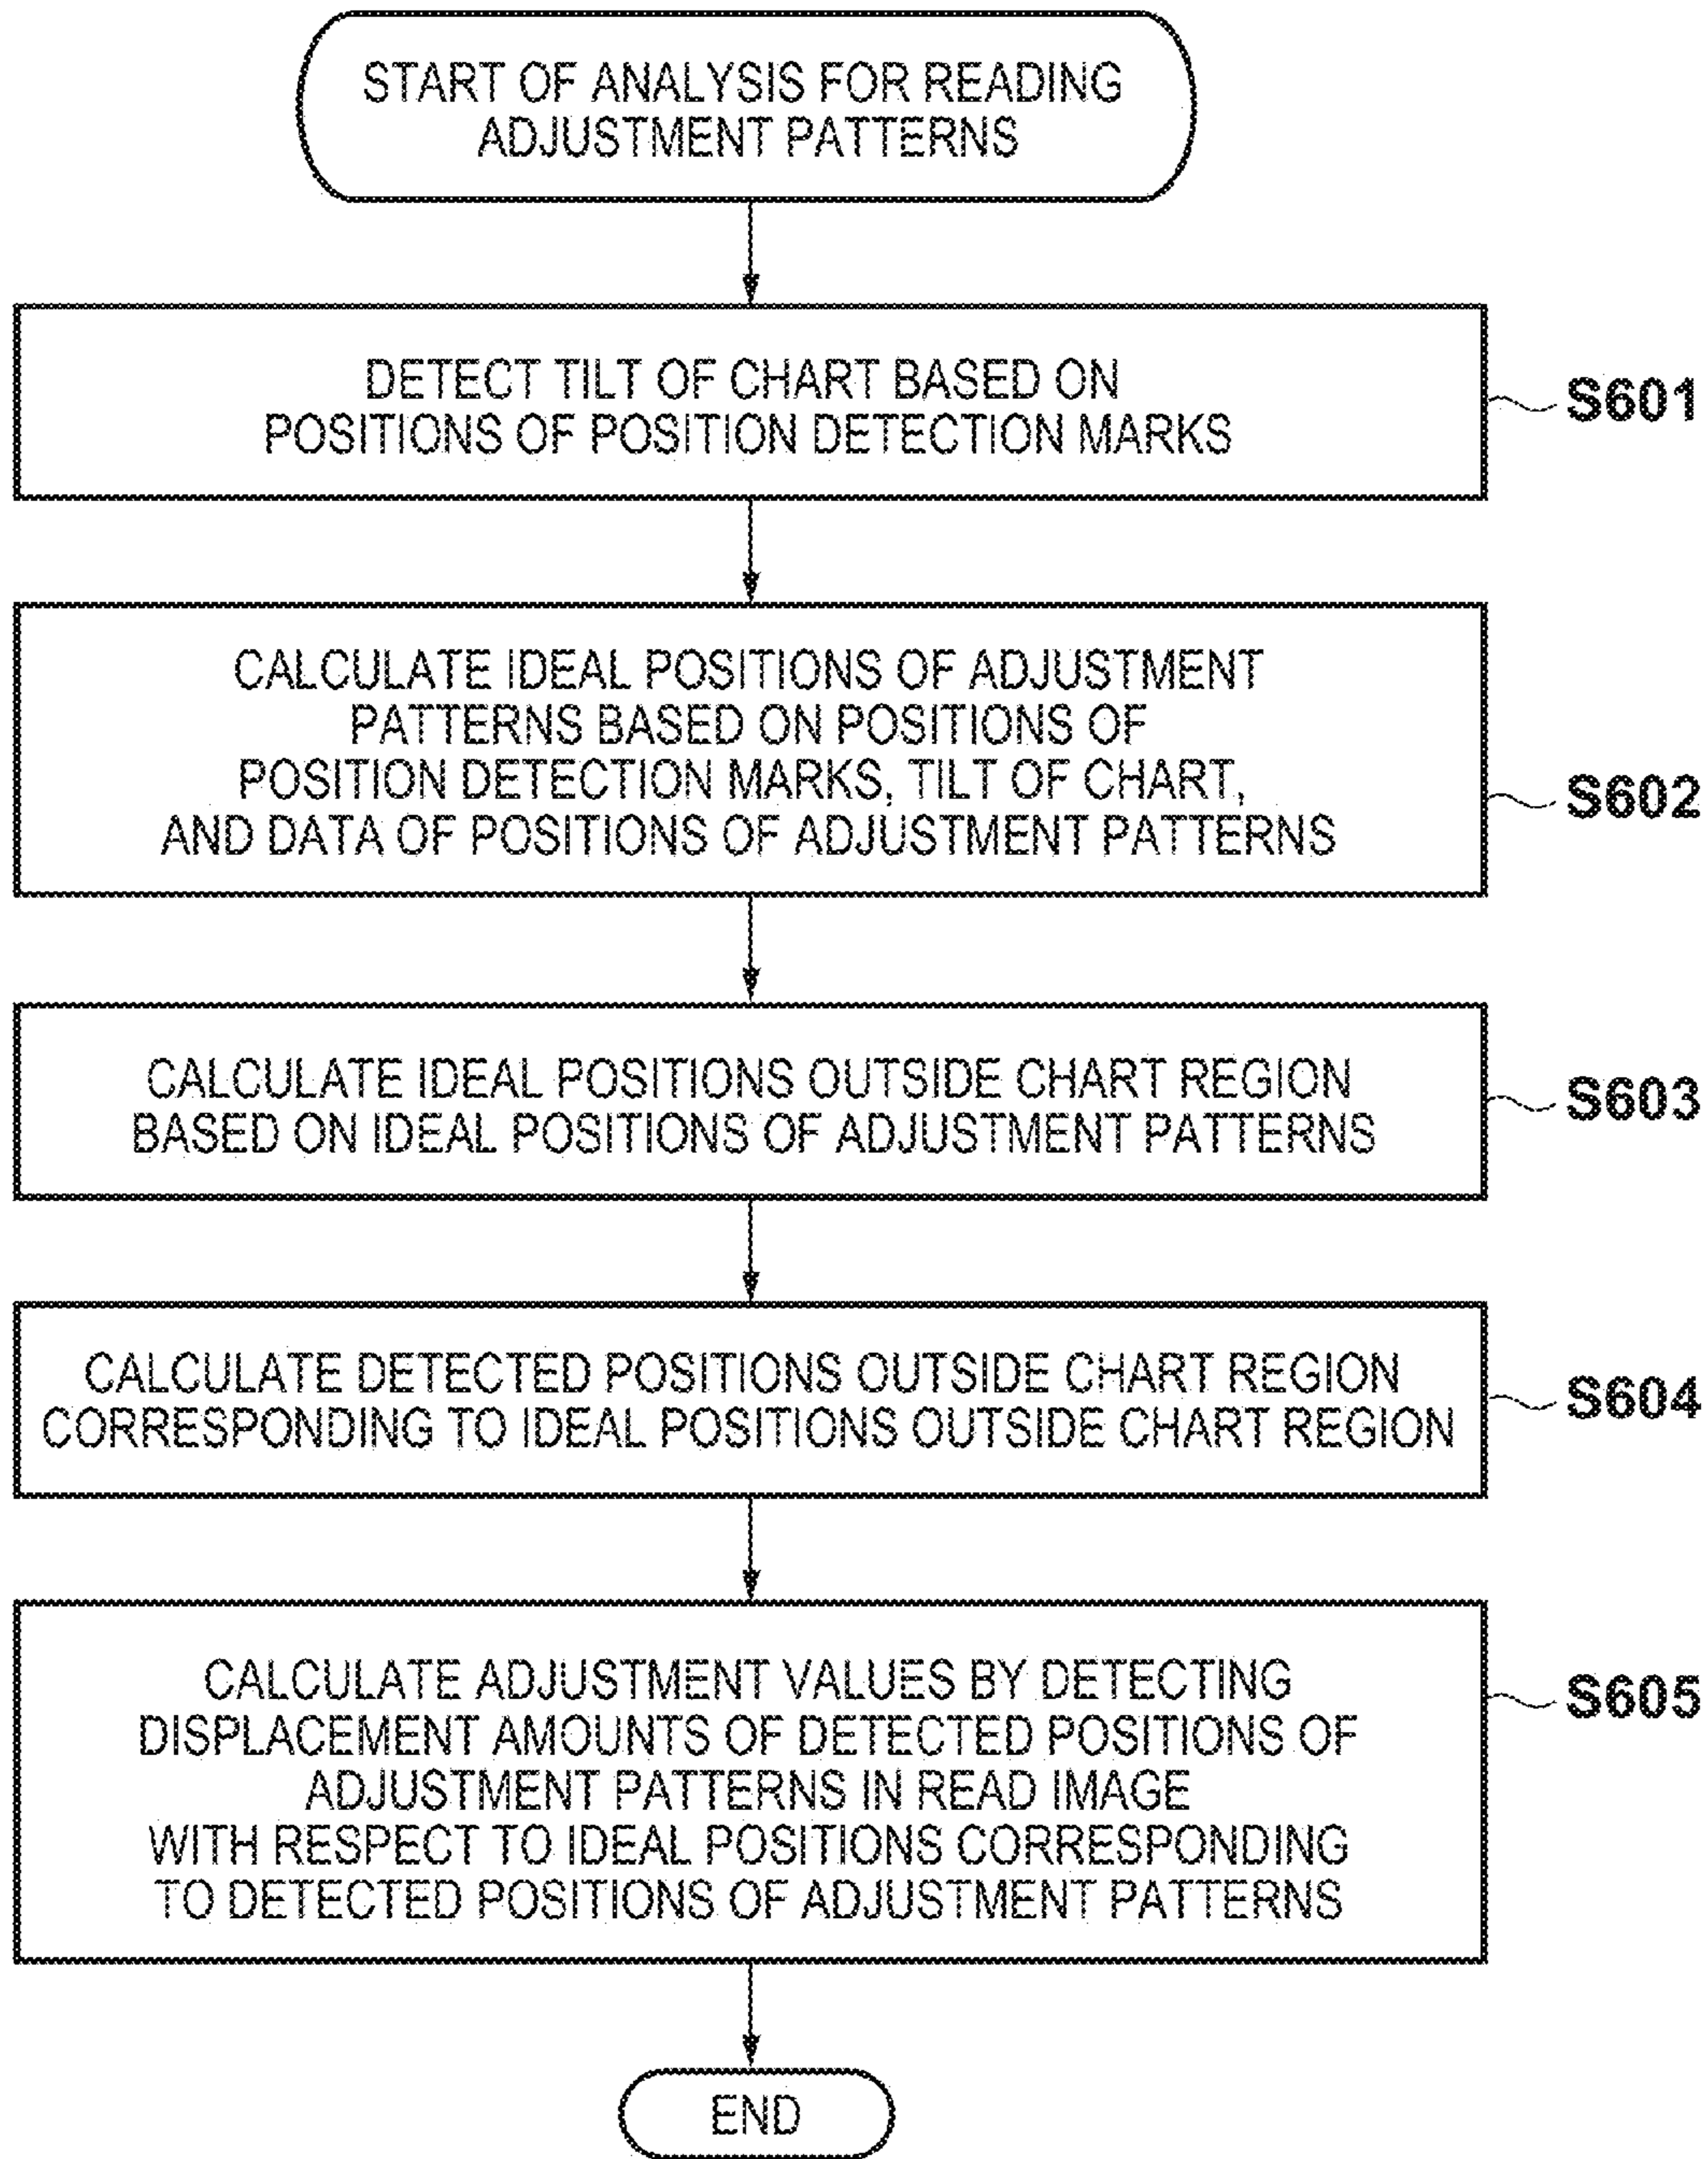 START OF ANALYSIS FOR READING
ADJUSTMENT PATTERNS
DETECT TILT OF CHART BASED ON
POSITIONS OF POSITION DETECTION MARKS
S601
CALCULATE IDEAL POSITIONS OF ADJUSTMENT
PATTERNS BASED ON POSITIONS OF
POSITION DETECTION MARKS, TILT OF CHART,
AND DATA OF POSITIONS OF ADJUSTMENT PATTERNS
S602
CALCULATE IDEAL POSITIONS OUTSIDE CHART REGION
BASED ON IDEAL POSITIONS OF ADJUSTMENT PATTERNS
S603
CALCULATE DETECTED POSITIONS OUTSIDE CHART REGION
CORRESPONDING TO IDEAL POSITIONS OUTSIDE CHART REGION
S604
CALCULATE ADJUSTMENT VALUES BY DETECTING
DISPLACEMENT AMOUNTS OF DETECTED POSITIONS OF
ADJUSTMENT PATTERNS IN READ IMAGE
WITH RESPECT TO IDEAL POSITIONS CORRESPONDING
TO DETECTED POSITIONS OF ADJUSTMENT PATTERNS
S605
END